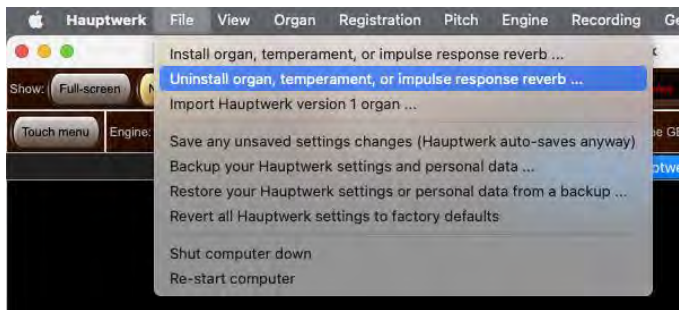 Hauptwerk File View Organ Registration Pitch Engine Recording
Install organ, temperament, or impulse response reverb ...
Show: Full-screen
Uninstall organ, temperament, or impulse response reverb ...
Import Hauptwerk version 1 organ ...
Touch menu Engine:
Save any unsaved settings changes (Hauptwerk auto-saves anyway)
Backup your Hauptwerk settings and personal data ...
Restore your Hauptwerk settings or personal data from a backup ...
Revert all Hauptwerk settings to factory defaults
Shut computer down
Re-start computer